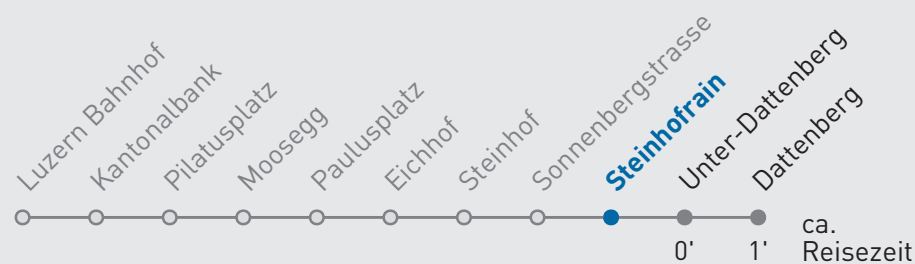 Luzern Bahnhof
Kantonalbank
Pilatusplatz
Moosegg
Paulusplatz
Eichhof
Steinhof
Sonnenbergstrasse
Steinhofrain
Unter-Dattenberg
Dattenberg
ca.
0' 1' Reisezeit